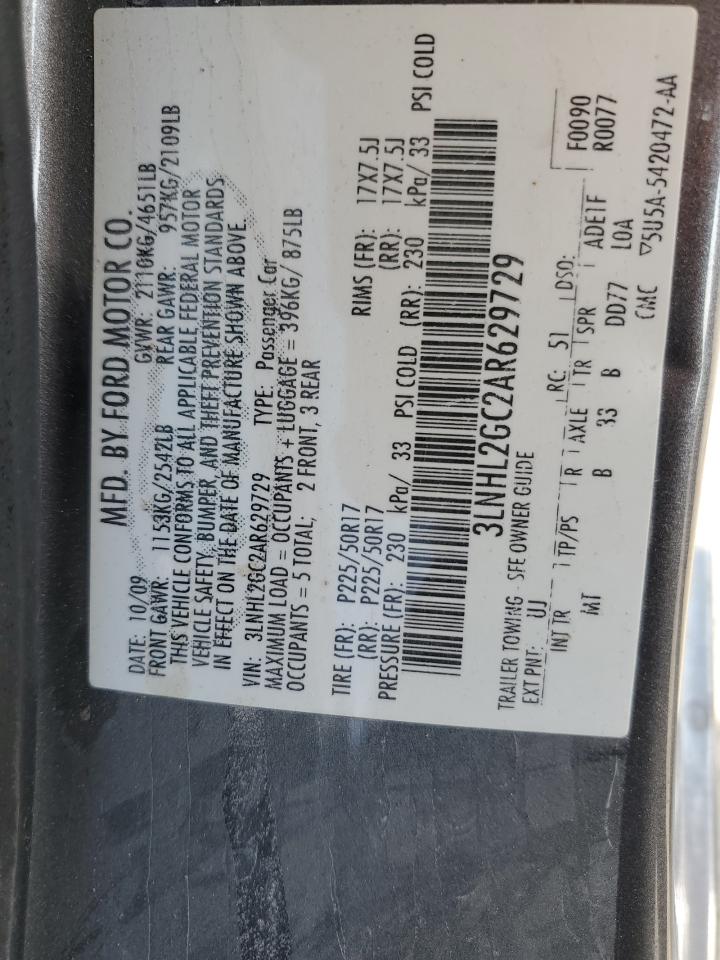 MFD. BY FORD MOTOR CO.
DATE: 10/09 GVWR: 2110KG/4651LB
FRONT GAWR: 1153KG/2542LB REAR GAWR: 957KG/2109LB
THIS VEHICLE CONFORMS TO ALL APPLICABLE FEDERAL MOTOR
VEHICLE SAFETY, BUMPER, AND THEFT PREVENTION STANDARDS
IN EFFECT ON THE DATE OF MANUFACTURE SHOWN ABOVE.
VIN: 3LNHL2GC2AR629729 TYPE: Passenger Car
MAXIMUM LOAD = OCCUPANTS + LUGGAGE = 396KG/ 875LB
OCCUPANTS = 5 TOTAL; 2 FRONT, 3 REAR
TIRE (FR): P225/50R17 RIMS (FR): 17X7.5J
(RR): P225/50R17 (RR): 17X7.5J
PRESSURE (FR): 230 kPa/ 33 PSI COLD (RR): 230 kPa/ 33 PSI COLD
3LNHL2GC2AR629729
TRAILER TOWING - SEE OWNER GUIDE
EXT PNT: UJ RC: 51 DSO: F0090
R0077
INT TR TP/PS R AXLE TR SPR ADE1F
MT B 33 B DD77 LOA
CMC ▽5U5A-5420472-AA